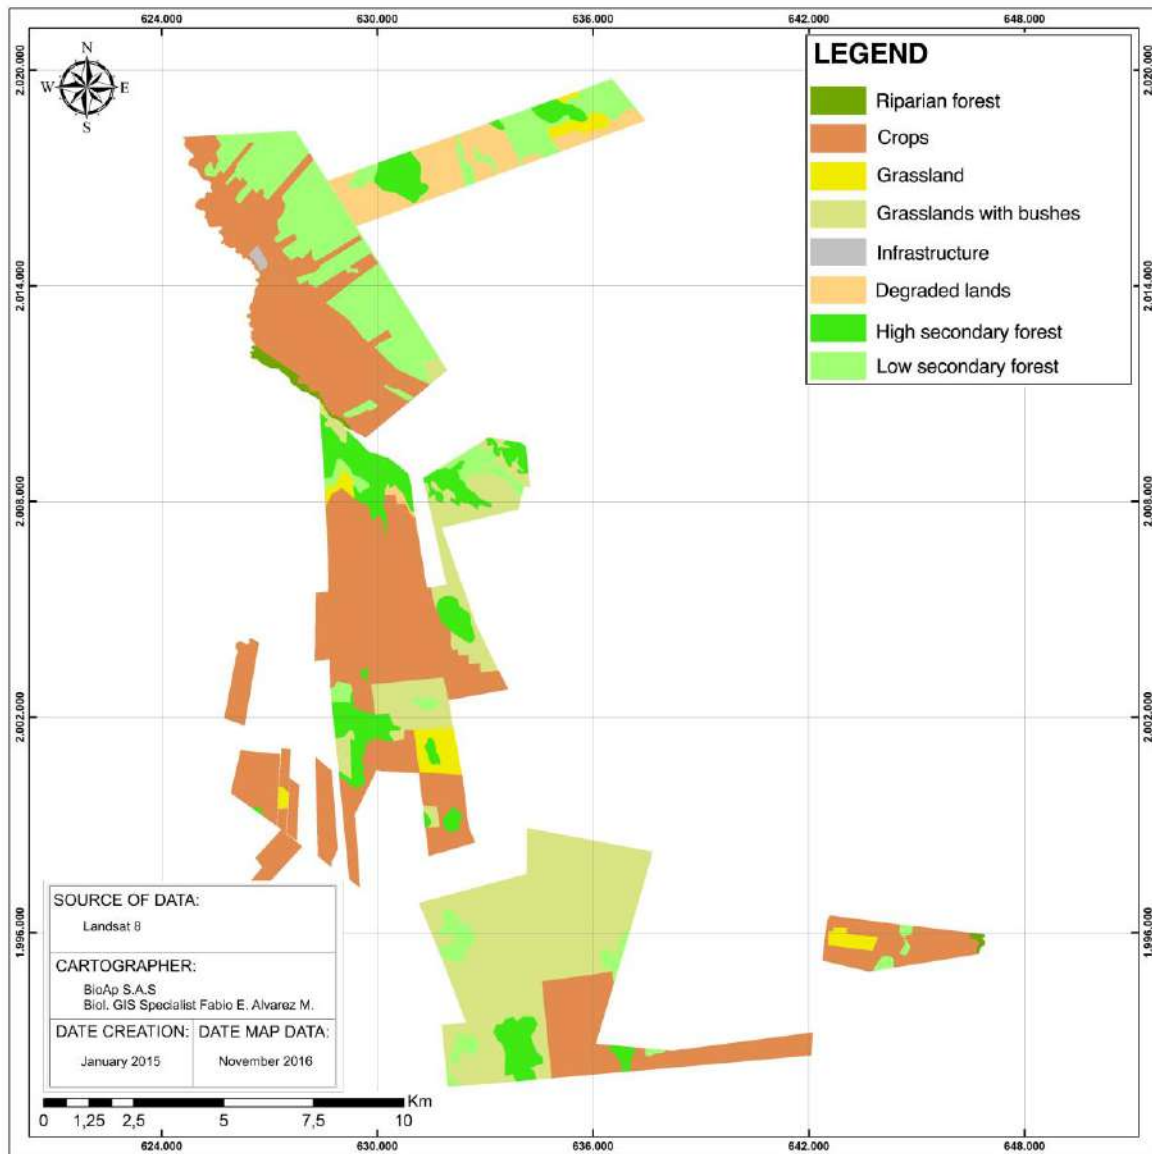 624.000 630.000 636.000 642.000 648.000
N
W E
S
LEGEND
Riparian forest
Crops
Grassland
Grasslands with bushes
Infrastructure
Degraded lands
High secondary forest
Low secondary forest
2.020.000 2.020.000
2.014.000 2.014.000
2.008.000 2.008.000
2.002.000 2.002.000
1.996.000 1.996.000
SOURCE OF DATA:
Landsat 8
CARTOGRAPHER:
BioAp S.A.S
Biol. GIS Specialist Fabio E. Alvarez M.
DATE CREATION: DATE MAP DATA:
January 2015 November 2016
Km
0 1,25 2,5 5 7,5 10
624.000 630.000 636.000 642.000 648.000